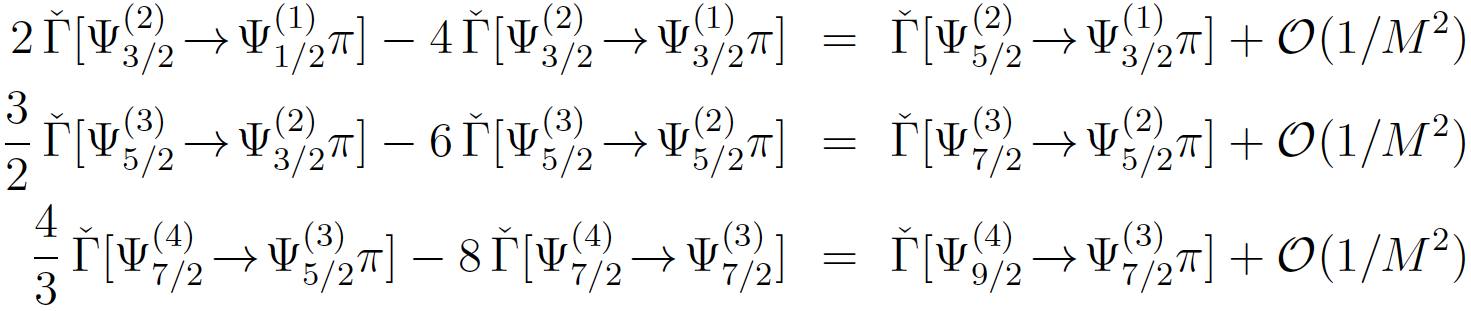 2 Γ̌[Ψ^{(2)}_{3/2}→Ψ^{(1)}_{1/2}π] − 4 Γ̌[Ψ^{(2)}_{3/2}→Ψ^{(1)}_{3/2}π] = Γ̌[Ψ^{(2)}_{5/2}→Ψ^{(1)}_{3/2}π] + 𝒪(1/M²)
3/2 Γ̌[Ψ^{(3)}_{5/2}→Ψ^{(2)}_{3/2}π] − 6 Γ̌[Ψ^{(3)}_{5/2}→Ψ^{(2)}_{5/2}π] = Γ̌[Ψ^{(3)}_{7/2}→Ψ^{(2)}_{5/2}π] + 𝒪(1/M²)
4/3 Γ̌[Ψ^{(4)}_{7/2}→Ψ^{(3)}_{5/2}π] − 8 Γ̌[Ψ^{(4)}_{7/2}→Ψ^{(3)}_{7/2}] = Γ̌[Ψ^{(4)}_{9/2}→Ψ^{(3)}_{7/2}π] + 𝒪(1/M²)